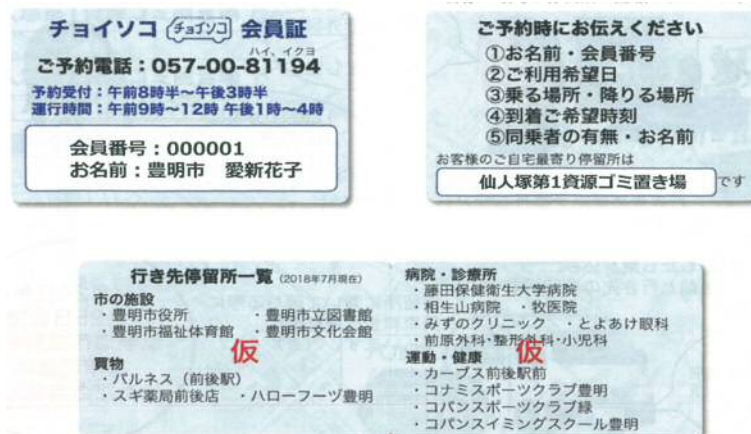 チョイソコ チョイソコ 会員証
ハイ、イクヨ
ご予約電話：057-00-81194
予約受付：午前8時半～午後3時半
運行時間：午前9時～12時 午後1時～4時
会員番号：000001
お名前：豊明市 愛新花子
ご予約時にお伝えください
①お名前・会員番号
②ご利用希望日
③乗る場所・降りる場所
④到着ご希望時刻
⑤同乗者の有無・お名前
お客様のご自宅最寄り停留所は
仙人塚第1資源ゴミ置き場 です
行き先停留所一覧 (2018年7月現在)
市の施設
・豊明市役所 ・豊明市立図書館
・豊明市福祉体育館 ・豊明市文化会館
仮
買物
・パルネス（前後駅）
・スギ薬局前後店 ・ハローフーヅ豊明
病院・診療所
・藤田保健衛生大学病院
・相生山病院 ・牧医院
・みずのクリニック ・とよあけ眼科
・前原外科・整形外科・小児科
仮
運動・健康
・カーブス前後駅前
・コナミスポーツクラブ豊明
・コパンスポーツクラブ緑
・コパンスイミングスクール豊明